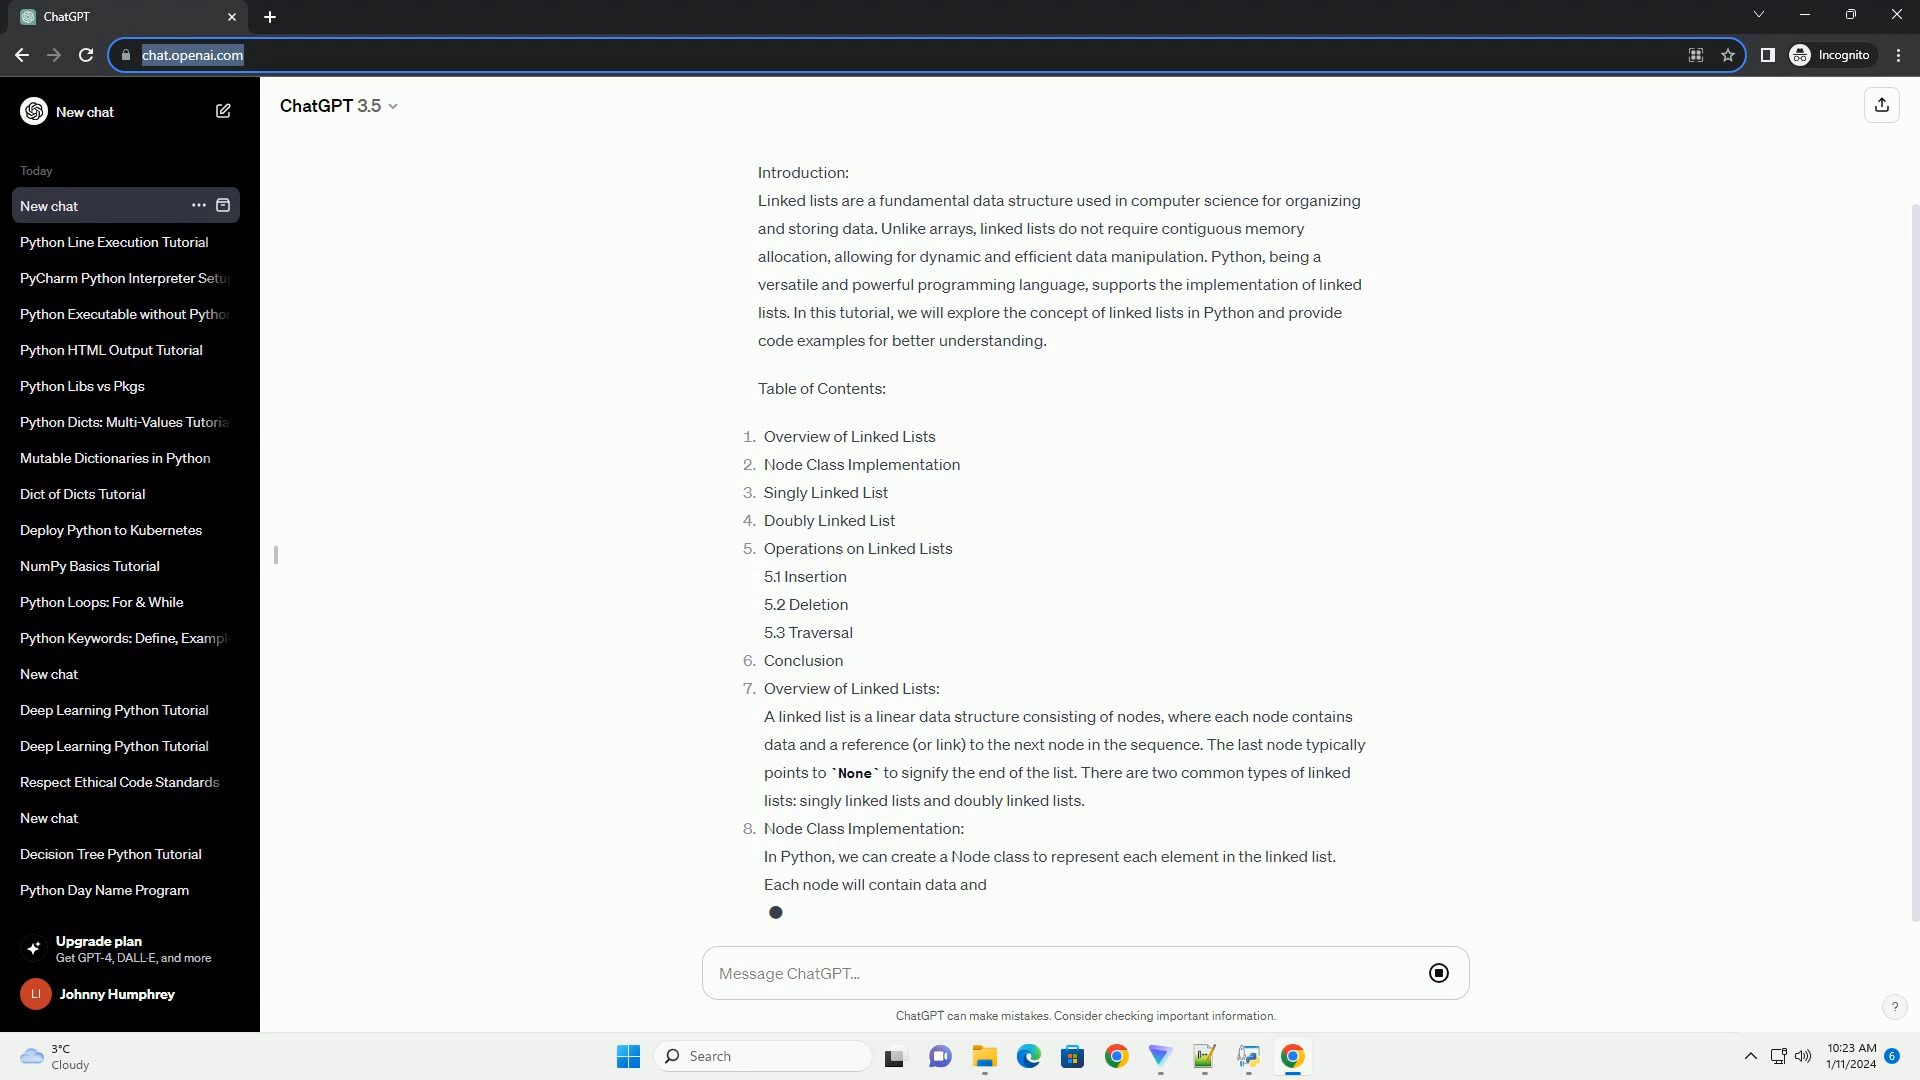 ChatGPT
chat.openai.com
Incognito
New chat
Today
New chat
Python Line Execution Tutorial
PyCharm Python Interpreter Setu
Python Executable without Pytho
Python HTML Output Tutorial
Python Libs vs Pkgs
Python Dicts: Multi-Values Tutoria
Mutable Dictionaries in Python
Dict of Dicts Tutorial
Deploy Python to Kubernetes
NumPy Basics Tutorial
Python Loops: For & While
Python Keywords: Define, Exampl
New chat
Deep Learning Python Tutorial
Deep Learning Python Tutorial
Respect Ethical Code Standards
New chat
Decision Tree Python Tutorial
Python Day Name Program
Upgrade plan
Get GPT-4, DALL·E, and more
LI
Johnny Humphrey
ChatGPT 3.5
Introduction:
Linked lists are a fundamental data structure used in computer science for organizing
and storing data. Unlike arrays, linked lists do not require contiguous memory
allocation, allowing for dynamic and efficient data manipulation. Python, being a
versatile and powerful programming language, supports the implementation of linked
lists. In this tutorial, we will explore the concept of linked lists in Python and provide
code examples for better understanding.
Table of Contents:
1. Overview of Linked Lists
2. Node Class Implementation
3. Singly Linked List
4. Doubly Linked List
5. Operations on Linked Lists
5.1 Insertion
5.2 Deletion
5.3 Traversal
6. Conclusion
7. Overview of Linked Lists:
A linked list is a linear data structure consisting of nodes, where each node contains
data and a reference (or link) to the next node in the sequence. The last node typically
points to `None` to signify the end of the list. There are two common types of linked
lists: singly linked lists and doubly linked lists.
8. Node Class Implementation:
In Python, we can create a Node class to represent each element in the linked list.
Each node will contain data and
Message ChatGPT...
ChatGPT can make mistakes. Consider checking important information.
?
3°C
Cloudy
Search
10:23 AM
1/11/2024
6